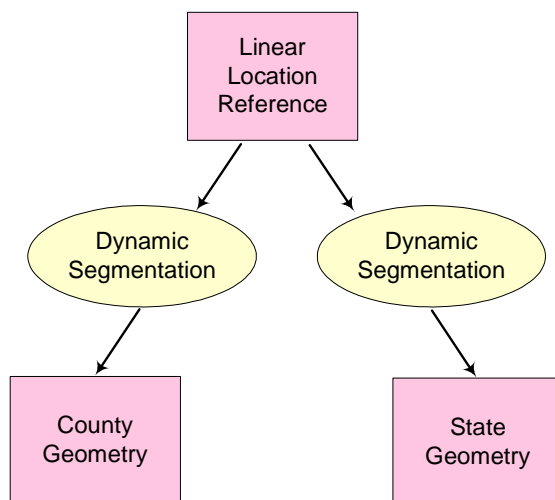 Linear
Location
Reference
Dynamic
Segmentation
Dynamic
Segmentation
County
Geometry
State
Geometry